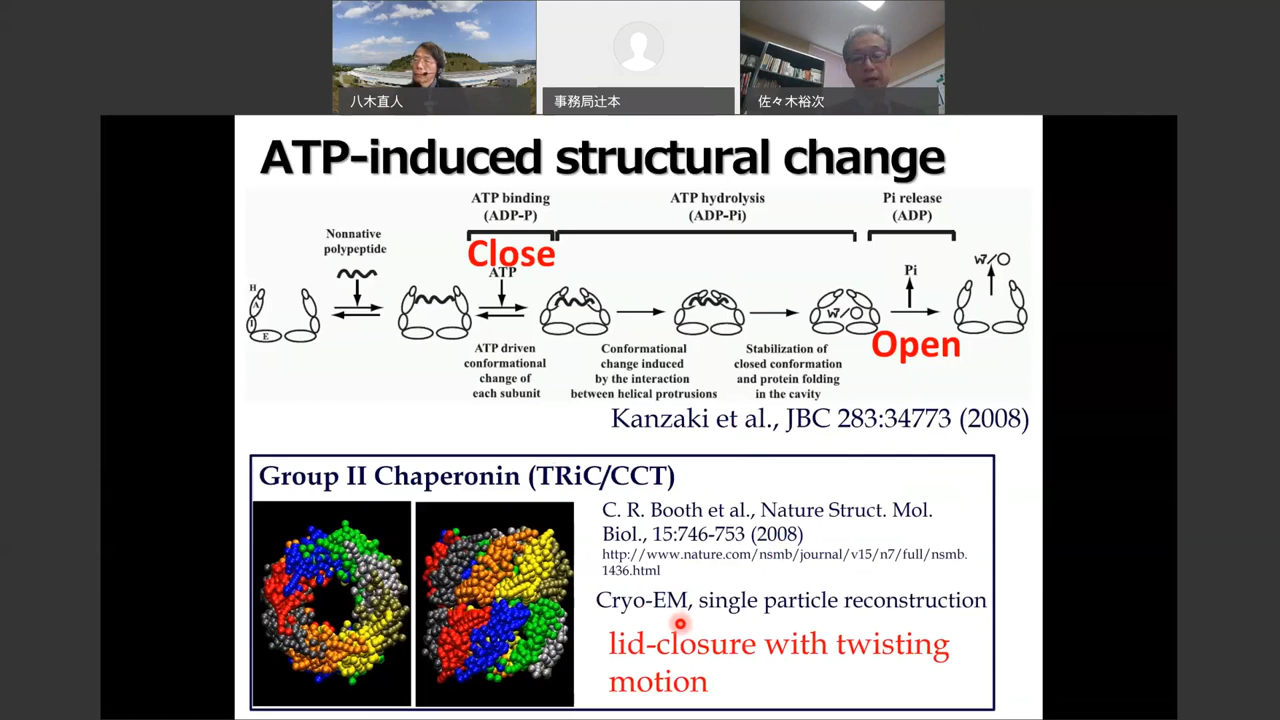 八木直人
事務局辻本
佐々木裕次
ATP-induced structural change
ATP binding
(ADP-P)
ATP hydrolysis
(ADP-Pi)
Pi release
(ADP)
Nonnative
polypeptide
Close
ATP
Pi
H
A
I
E
Open
ATP driven
conformational
change of
each subunit
Conformational
change induced
by the interaction
between helical protrusions
Stabilization of
closed conformation
and protein folding
in the cavity
Kanzaki et al., JBC 283:34773 (2008)
Group II Chaperonin (TRiC/CCT)
C. R. Booth et al., Nature Struct. Mol.
Biol., 15:746-753 (2008)
http://www.nature.com/nsmb/journal/v15/n7/full/nsmb.
1436.html
Cryo-EM, single particle reconstruction
lid-closure with twisting
motion